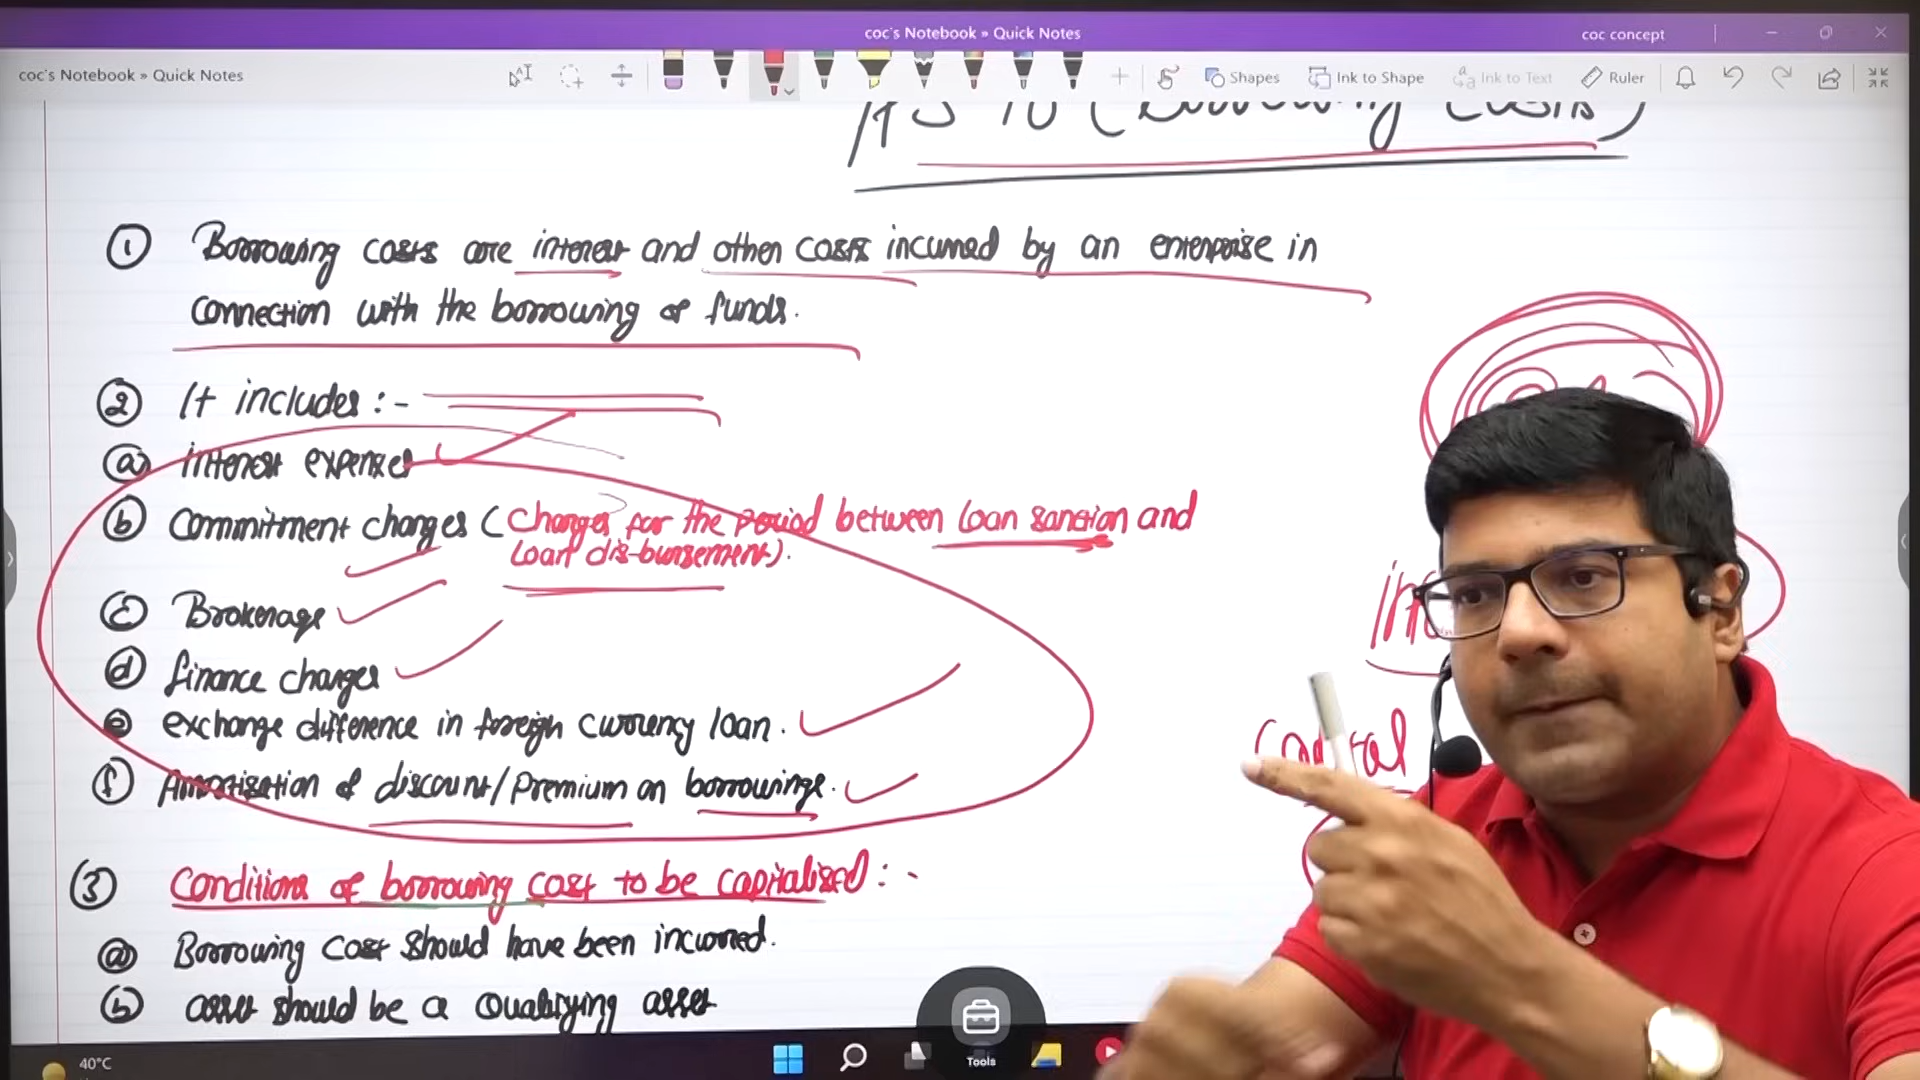 coc's Notebook » Quick Notes
coc concept
coc's Notebook » Quick Notes
Shapes
Ink to Shape
Ink to Text
Ruler
AS 16 (Borrowing Costs)
① Borrowing costs are interest and other costs incurred by an enterprise in
connection with the borrowing of funds.
② It includes :-
ⓐ interest expenses
ⓑ Commitment charges (charges for the period between loan sanction and
loan dis-bursement).
ⓒ Brokerage
ⓓ finance charges
ⓔ exchange difference in foreign currency loan.
ⓕ Amortization of discount/premium on borrowings.
③ Conditions of borrowing cost to be capitalised :-
ⓐ Borrowing cost should have been incurred.
ⓑ asset should be a Qualifying asset
Tools
40°C